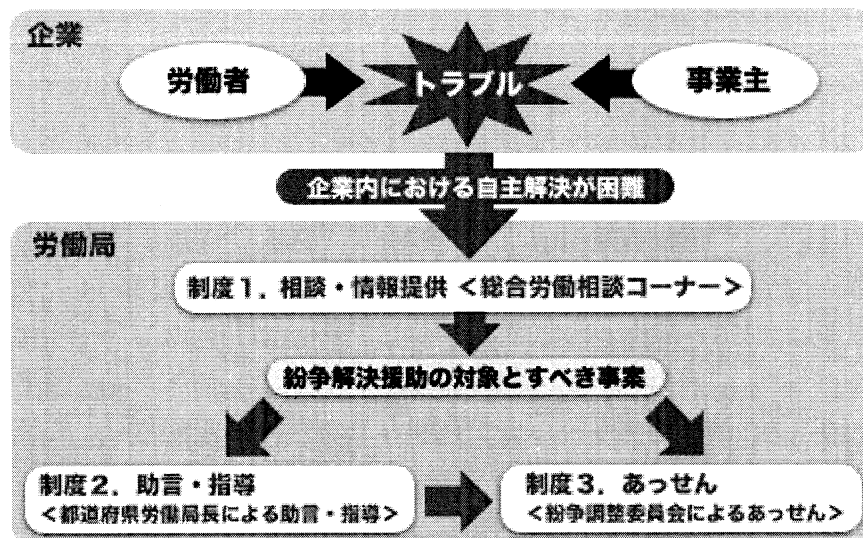 企業
労働者
トラブル
事業主
企業内における自主解決が困難
労働局
制度1. 相談・情報提供 <総合労働相談コーナー>
紛争解決援助の対象とすべき事案
制度2. 助言・指導
<都道府県労働局長による助言・指導>
制度3. あっせん
<紛争調整委員会によるあっせん>